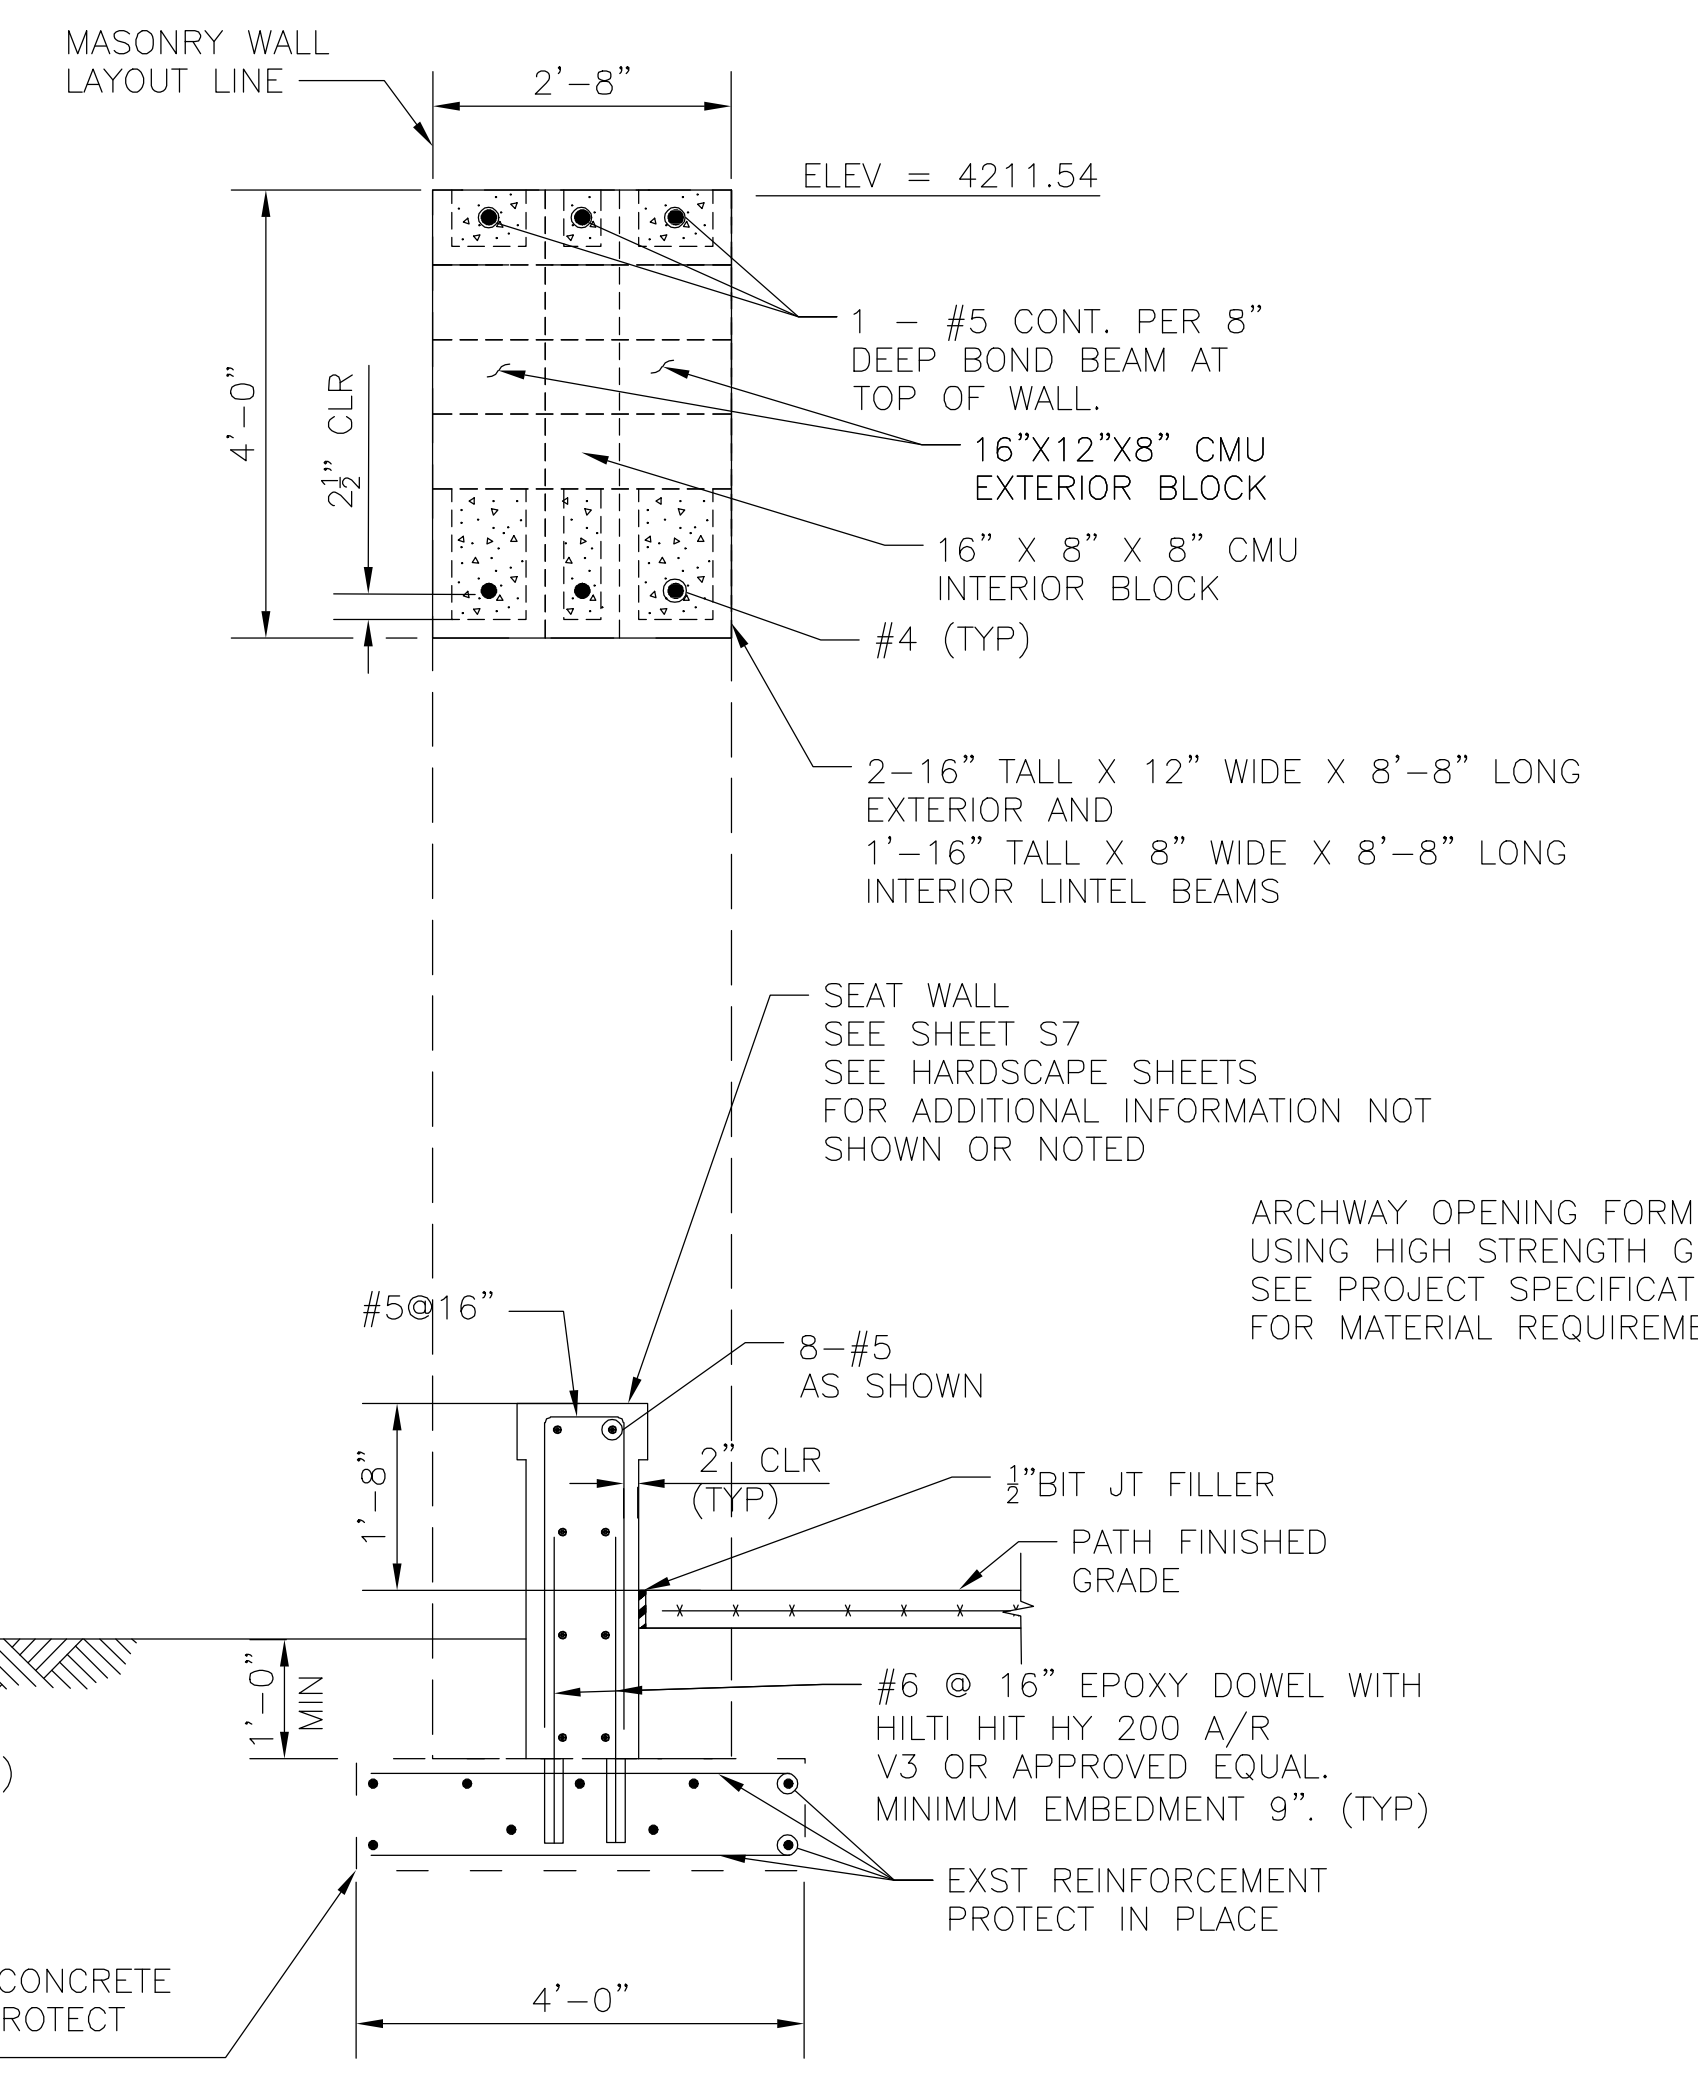 MASONRY WALL
LAYOUT LINE
2'-8"
ELEV = 4211.54
4'-0"
2½" CLR
1 - #5 CONT. PER 8"
DEEP BOND BEAM AT
TOP OF WALL.
16"X12"X8" CMU
EXTERIOR BLOCK
16" X 8" X 8" CMU
INTERIOR BLOCK
#4 (TYP)
2-16" TALL X 12" WIDE X 8'-8" LONG
EXTERIOR AND
1'-16" TALL X 8" WIDE X 8'-8" LONG
INTERIOR LINTEL BEAMS
SEAT WALL
SEE SHEET S7
SEE HARDSCAPE SHEETS
FOR ADDITIONAL INFORMATION NOT
SHOWN OR NOTED
ARCHWAY OPENING FORM
USING HIGH STRENGTH G
SEE PROJECT SPECIFICAT
FOR MATERIAL REQUIREME
#5@16"
8-#5
AS SHOWN
1'-8"
2" CLR
(TYP)
½"BIT JT FILLER
PATH FINISHED
GRADE
1'-0"
MIN
#6 @ 16" EPOXY DOWEL WITH
HILTI HIT HY 200 A/R
V3 OR APPROVED EQUAL.
MINIMUM EMBEDMENT 9". (TYP)
)
EXST REINFORCEMENT
PROTECT IN PLACE
CONCRETE
ROTECT
4'-0"